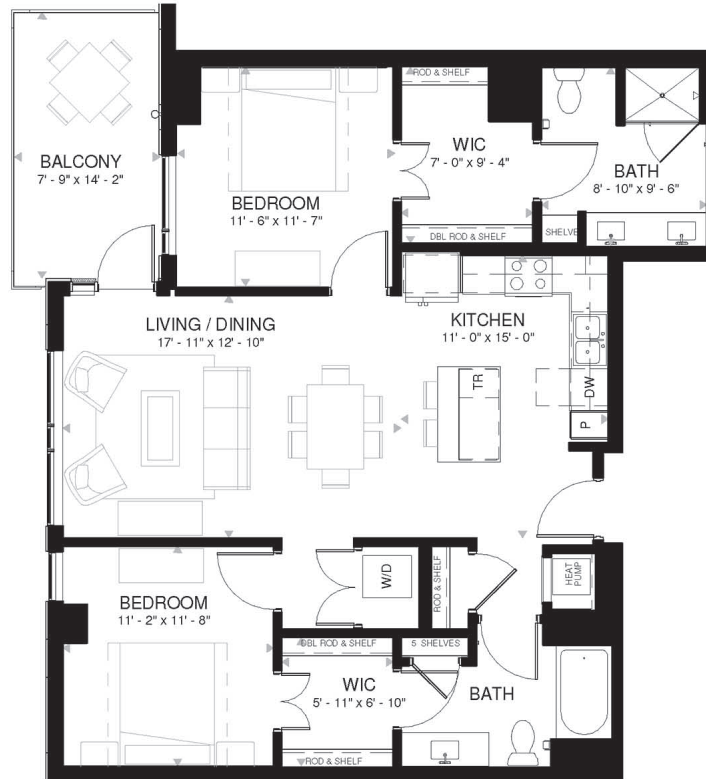 ROD & SHELF
WIC
7' - 0" x 9' - 4"
BALCONY
7' - 9" x 14' - 2"
BATH
8' - 10" x 9' - 6"
BEDROOM
11' - 6" x 11' - 7"
DBL ROD & SHELF
SHELVE
LIVING / DINING
17' - 11" x 12' - 10"
KITCHEN
11' - 0" x 15' - 0"
TR
DW
P
W/D
ROD & SHELF
HEAT
PUMP
BEDROOM
11' - 2" x 11' - 8"
DBL ROD & SHELF
5 SHELVES
WIC
5' - 11" x 6' - 10"
BATH
ROD & SHELF